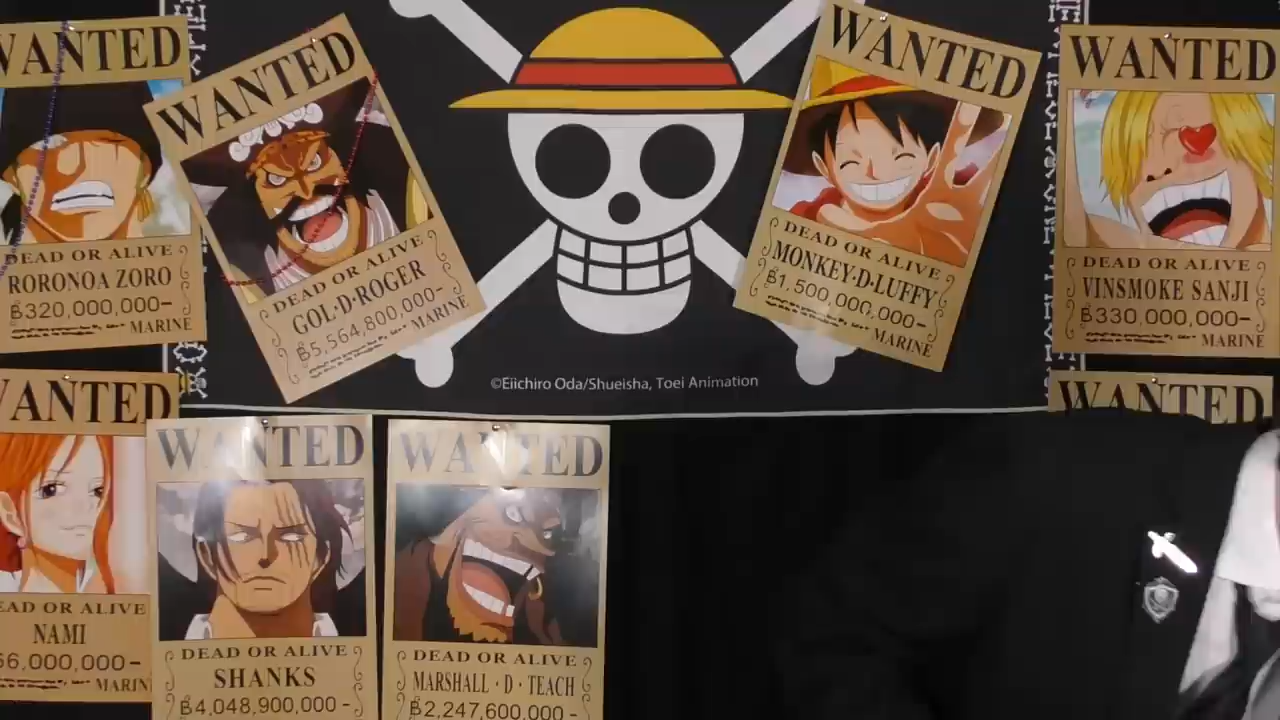 WANTED
DEAD OR ALIVE
RORONOA ZORO
฿320,000,000-
MARINE
WANTED
DEAD OR ALIVE
GOL·D·ROGER
฿5,564,800,000-
MARINE
WANTED
DEAD OR ALIVE
MONKEY·D·LUFFY
฿1,500,000,000-
MARINE
WANTED
DEAD OR ALIVE
VINSMOKE SANJI
฿330,000,000-
MARINE
©Eiichiro Oda/Shueisha, Toei Animation
WANTED
EAD OR ALIVE
NAMI
66,000,000-
MARIN
WANTED
DEAD OR ALIVE
SHANKS
฿4,048,900,000-
WANTED
DEAD OR ALIVE
MARSHALL·D·TEACH
฿2,247,600,000-
WANTED